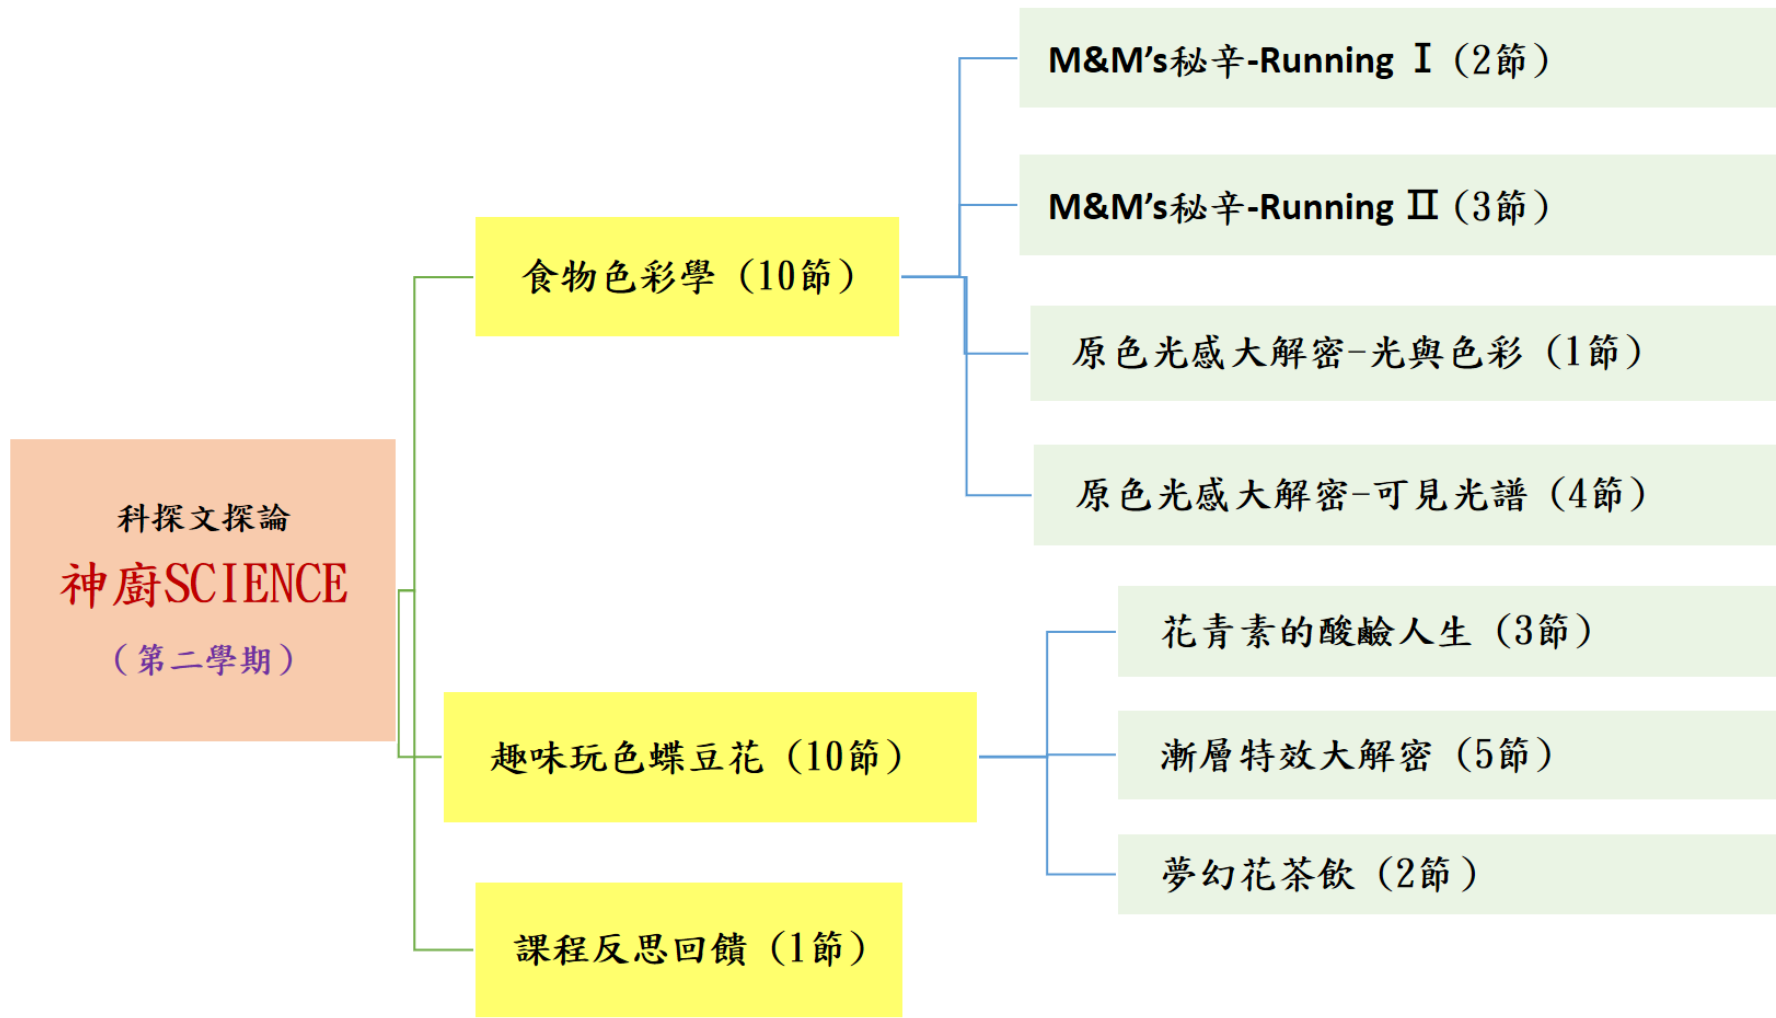 科探文探論
神廚SCIENCE
（第二學期）
食物色彩學（10節）
M&M’s秘辛-Running Ⅰ（2節）
M&M’s秘辛-Running Ⅱ（3節）
原色光感大解密-光與色彩（1節）
原色光感大解密-可見光譜（4節）
趣味玩色蝶豆花（10節）
花青素的酸鹼人生（3節）
漸層特效大解密（5節）
夢幻花茶飲（2節）
課程反思回饋（1節）